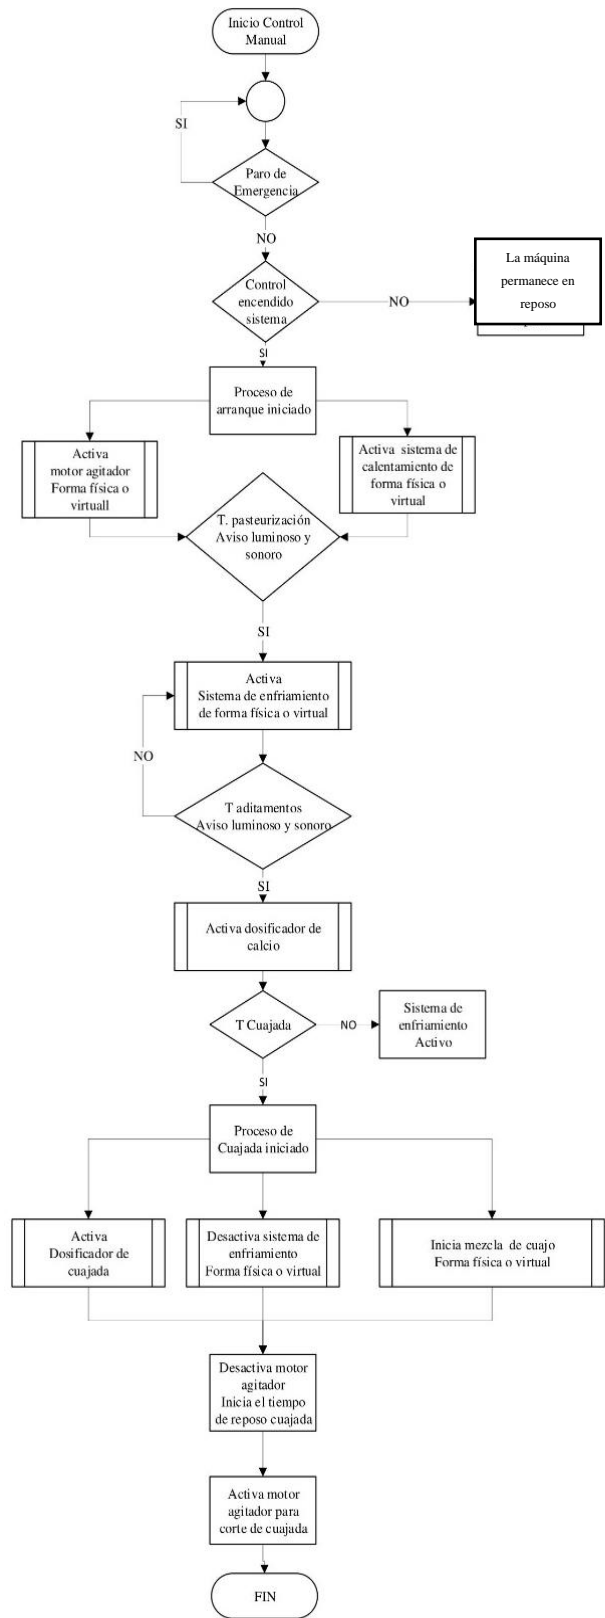 Inicio Control
Manual
SI
Paro de
Emergencia
NO
Control
encendido
sistema
NO
La máquina
permanece en
reposo
SI
Proceso de
arranque iniciado
Activa
motor agitador
Forma física o
virtuall
Activa sistema de
calentamiento de
forma física o
virtual
T. pasteurización
Aviso luminoso y
sonoro
SI
Activa
Sistema de enfriamiento
de forma física o virtual
NO
T aditamentos
Aviso luminoso y sonoro
SI
Activa dosificador de
calcio
T Cuajada
NO
Sistema de
enfriamiento
Activo
SI
Proceso de
Cuajada iniciado
Activa
Dosificador de
cuajada
Desactiva sistema de
enfriamiento
Forma física o virtual
Inicia mezcla de cuajo
Forma física o virtual
Desactiva motor
agitador
Inicia el tiempo
de reposo cuajada
Activa motor
agitador para
corte de cuajada
FIN